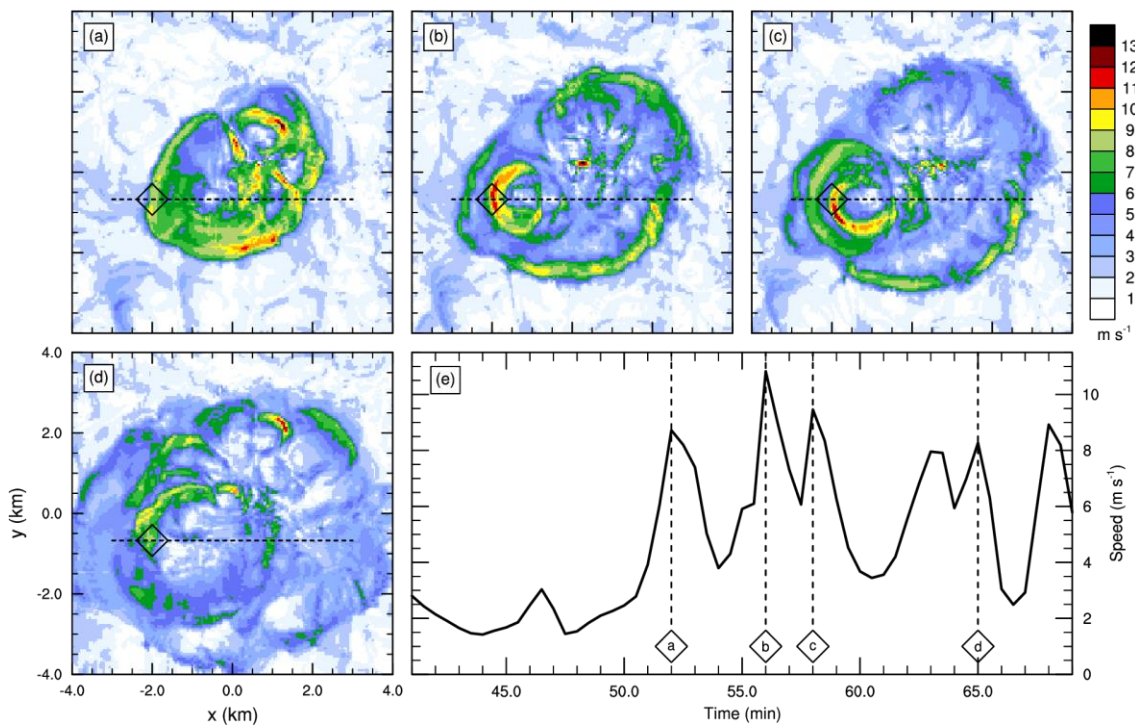 (a)
(b)
(c)
13
12
11
10
9
8
7
6
5
4
3
2
1
m s⁻¹
(d)
4.0
2.0
0.0
-2.0
-4.0
y (km)
-4.0 -2.0 0.0 2.0 4.0
x (km)
(e)
10
8
6
4
2
0
Speed (m s⁻¹)
a b c d
45.0 50.0 55.0 60.0 65.0
Time (min)